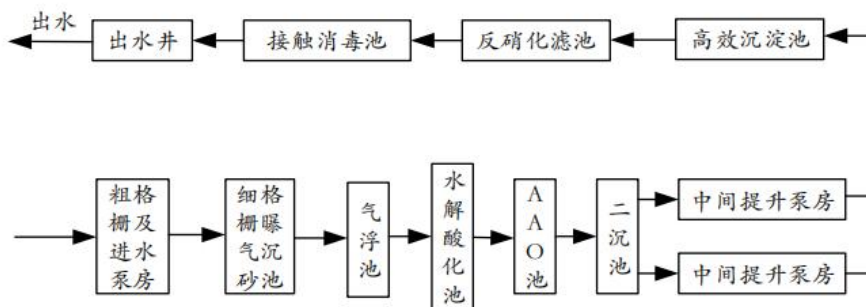 出水
出水井
接触消毒池
反硝化滤池
高效沉淀池
粗格
栅及
进水
泵房
细格
栅曝
气沉
砂池
气浮池
水解酸化池
AAO池
二沉池
中间提升泵房
中间提升泵房